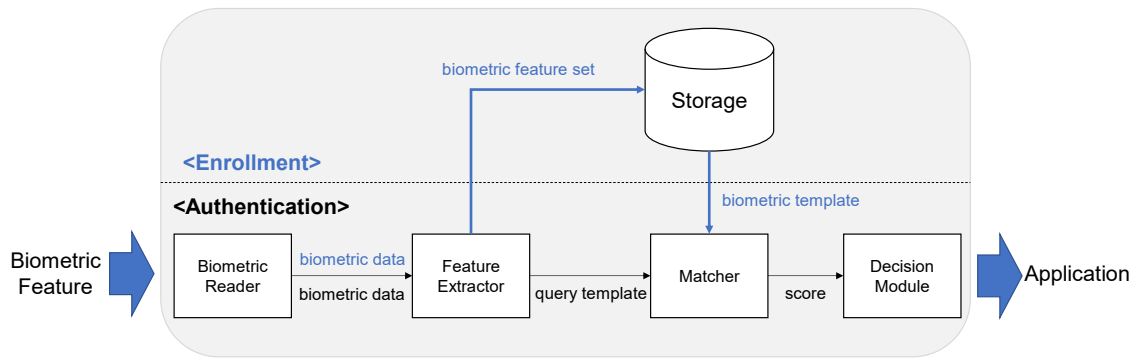 biometric feature set
Storage
<Enrollment>
<Authentication>
biometric template
Biometric
Feature
Biometric
Reader
biometric data
biometric data
Feature
Extractor
query template
Matcher
score
Decision
Module
Application